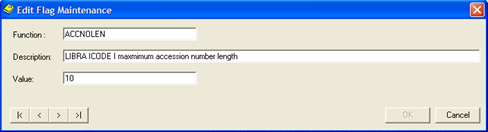 Edit Flag Maintenance
Function : ACCNOLEN
Description: LIBRA ICODE I maxmimum accession number length
Value: 10
OK Cancel